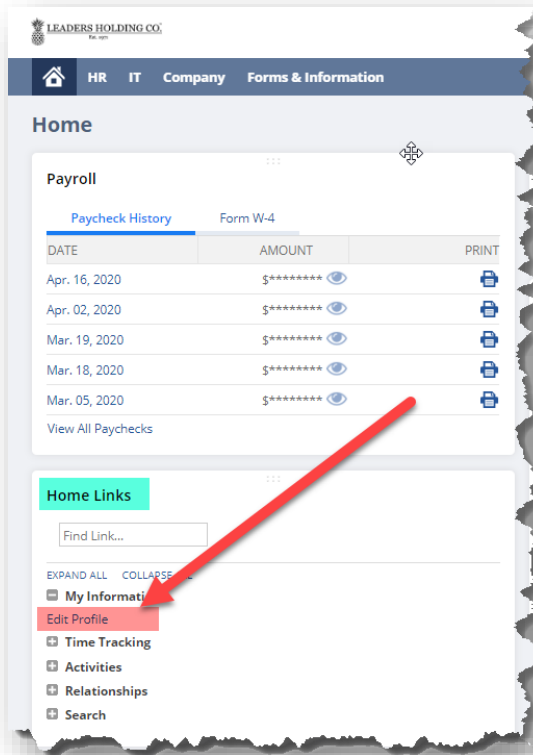 LEADERS HOLDING CO.
Est. 1970
HR IT Company Forms & Information
Home
Payroll
Paycheck History Form W-4
DATE AMOUNT PRINT
Apr. 16, 2020 $********
Apr. 02, 2020 $********
Mar. 19, 2020 $********
Mar. 18, 2020 $********
Mar. 05, 2020 $********
View All Paychecks
Home Links
Find Link...
EXPAND ALL COLLAPSE
My Informati
Edit Profile
Time Tracking
Activities
Relationships
Search